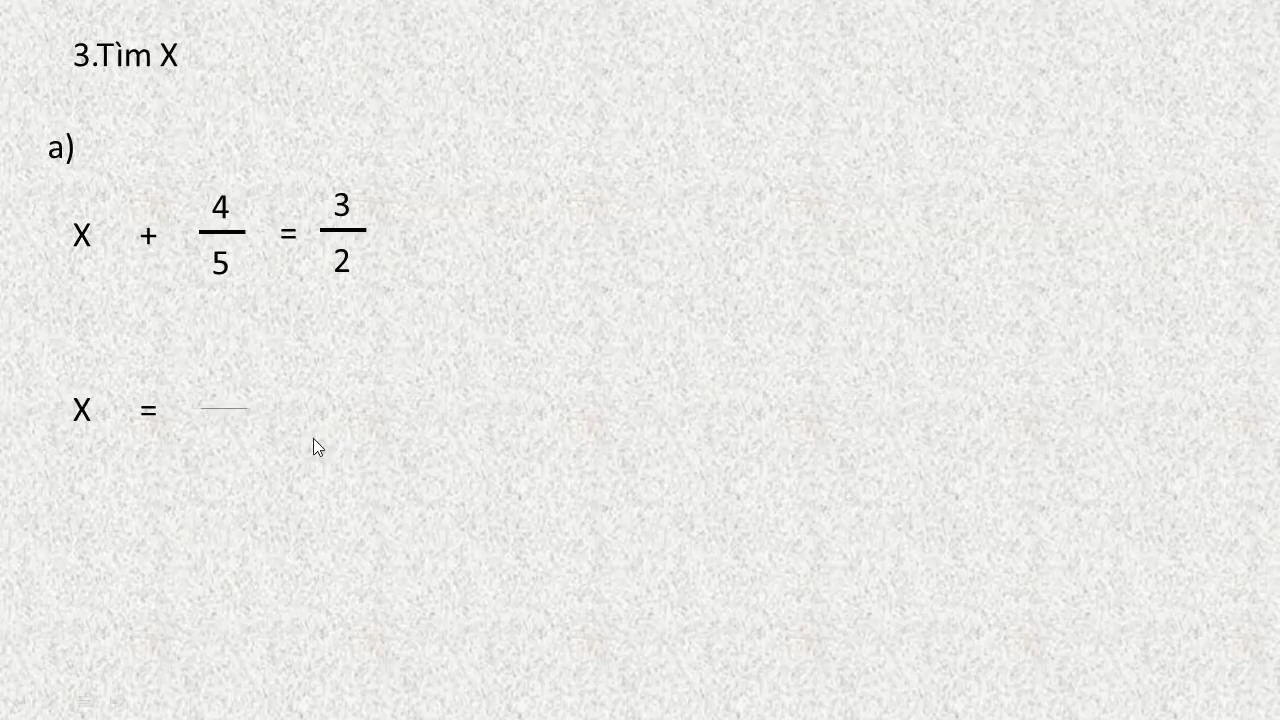 3.Tìm X
a)
X + 4/5 = 3/2
X =